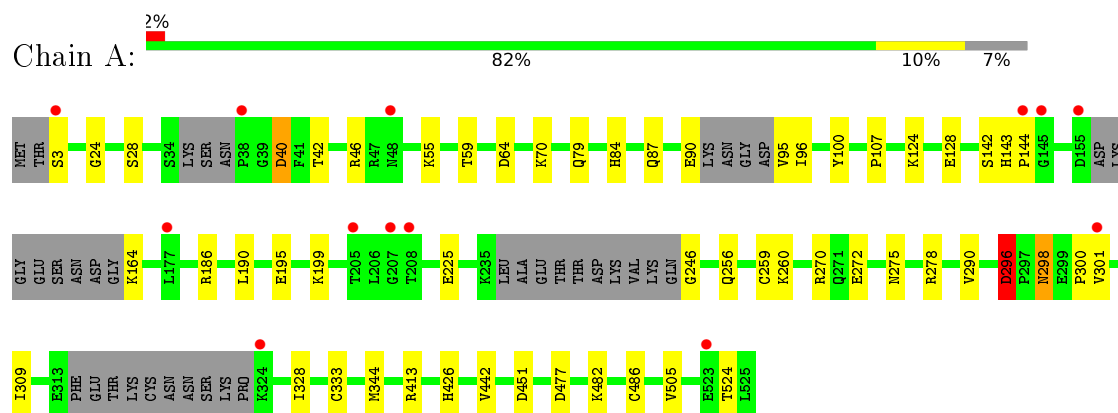 2%
Chain A:
82% 10% 7%
MET THR S3 G24 S28 S34 LYS SER ASN P38 G39 D40 F41 T42 R46 R47 N48 K55 T59 D64 K70 Q79 H84 Q87 E90 LYS ASN GLY ASP V95 I96 Y100 P107 K124 E128 S142 H143 P144 G145 D155 ASP LYS
GLY GLU SER ASN ASP GLY K164 L177 R186 L190 E195 K199 T205 L206 G207 T208 E225 K235 LEU ALA GLU THR THR ASP LYS VAL LYS GLN G246 Q256 C259 K260 R270 Q271 E272 N275 R278 V290 D296 P297 N298 E299 P300 V301
I309 E313 PHE GLU THR LYS CYS ASN ASN SER LYS PRO K324 I328 C333 M344 R413 H426 V442 D451 D477 K482 C486 V505 E523 T524 L525